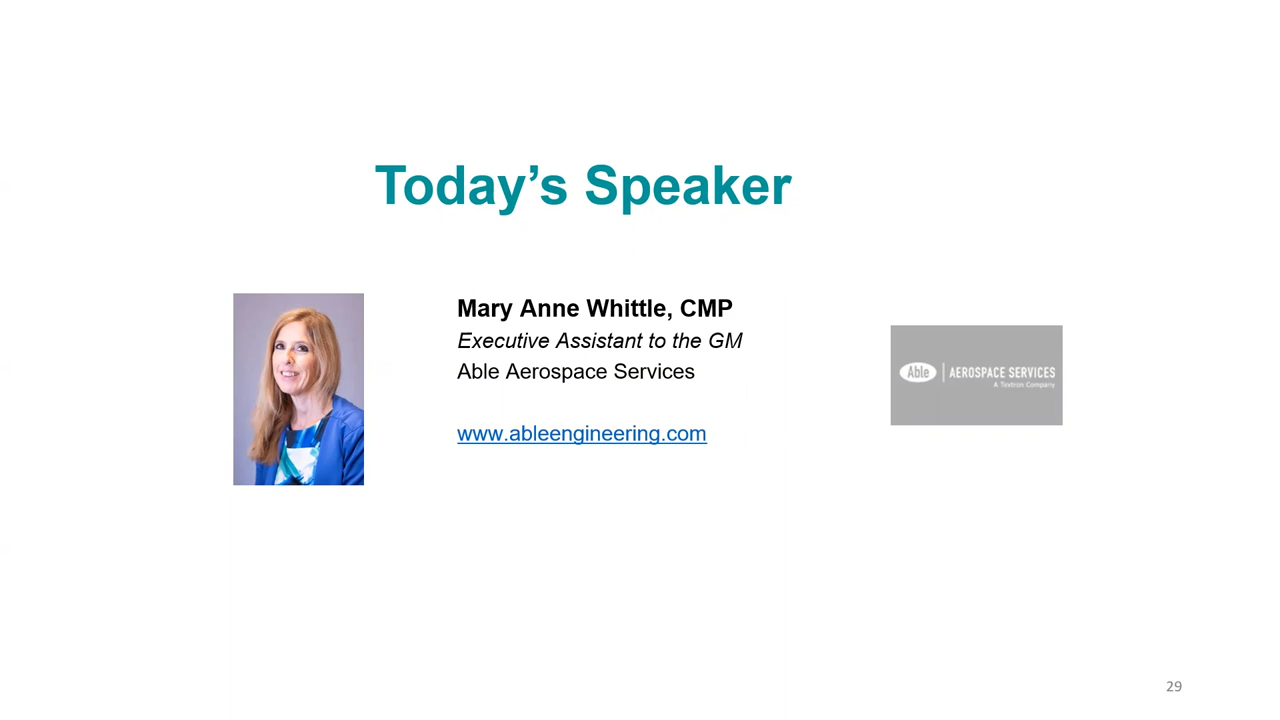 Today’s Speaker
Mary Anne Whittle, CMP
Executive Assistant to the GM
Able Aerospace Services
www.ableengineering.com
Able | AEROSPACE SERVICES
A Textron Company
29